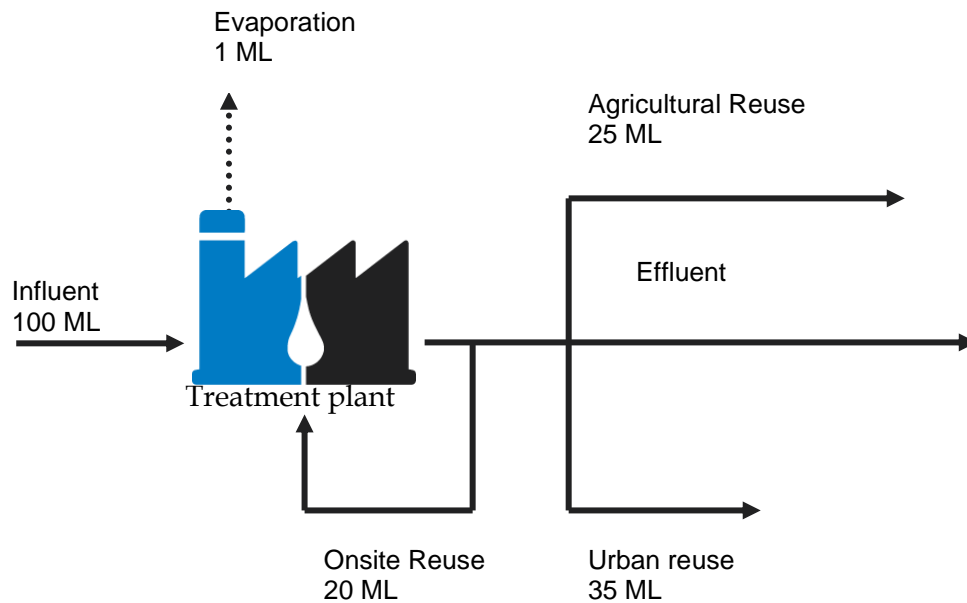 Evaporation
1 ML
Agricultural Reuse
25 ML
Effluent
Influent
100 ML
Treatment plant
Onsite Reuse
20 ML
Urban reuse
35 ML